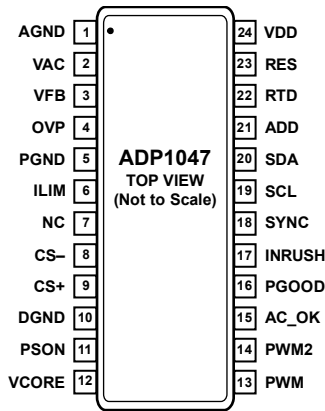 AGND 1
VAC 2
VFB 3
OVP 4
PGND 5
ILIM 6
NC 7
CS– 8
CS+ 9
DGND 10
PSON 11
VCORE 12
ADP1047
TOP VIEW
(Not to Scale)
24 VDD
23 RES
22 RTD
21 ADD
20 SDA
19 SCL
18 SYNC
17 INRUSH
16 PGOOD
15 AC_OK
14 PWM2
13 PWM